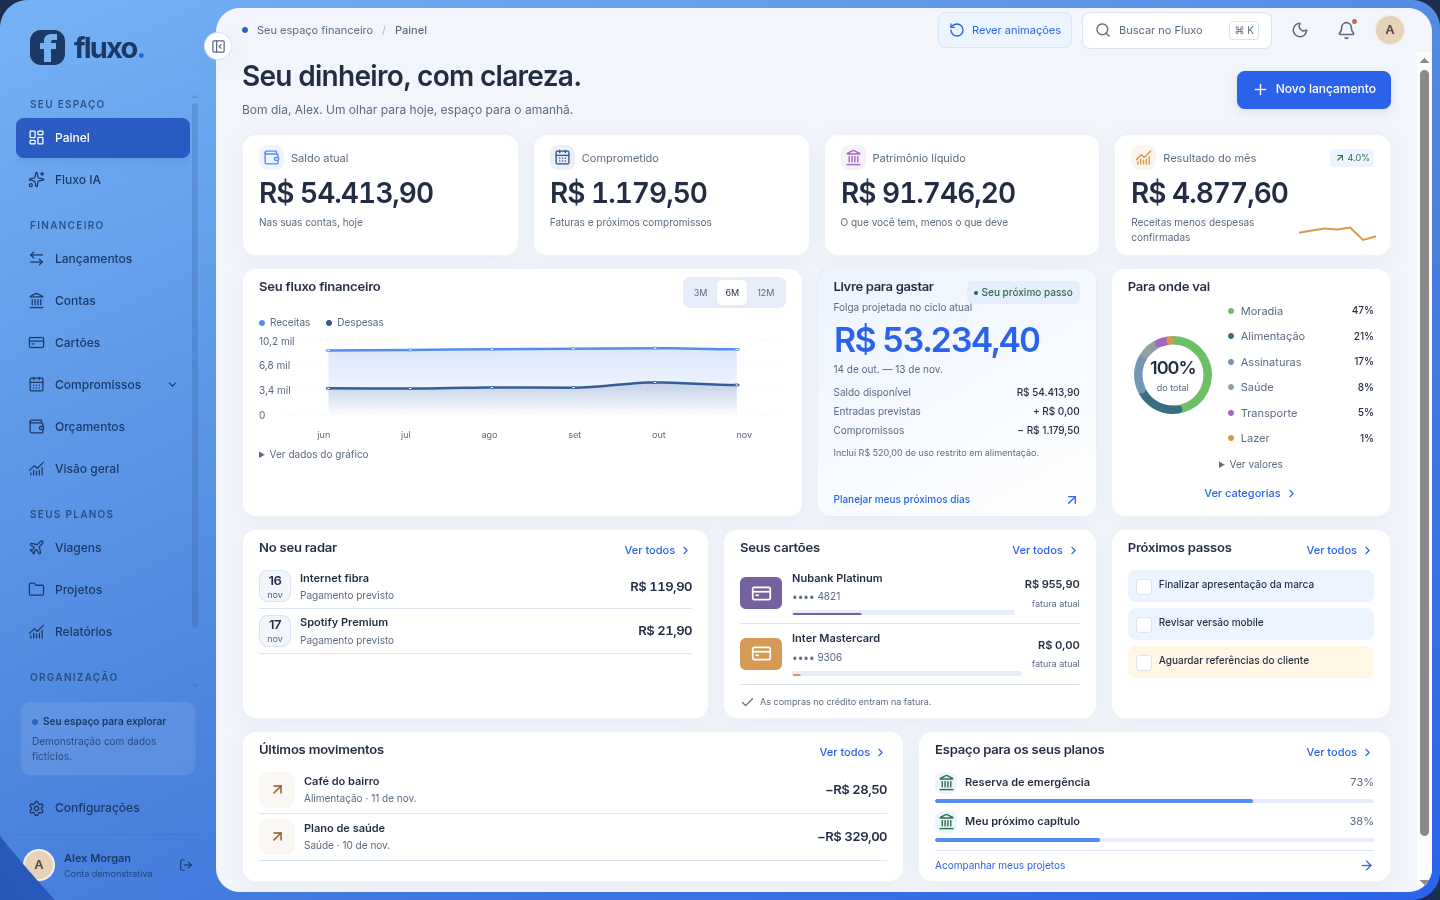 fluxo.
SEU ESPAÇO
Painel
Fluxo IA
FINANCEIRO
Lançamentos
Contas
Cartões
Compromissos
Orçamentos
Visão geral
SEUS PLANOS
Viagens
Projetos
Relatórios
ORGANIZAÇÃO
Seu espaço para explorar
Demonstração com dados
fictícios.
Configurações
A
Alex Morgan
Conta demonstrativa
Seu espaço financeiro / Painel
Rever animações
Buscar no Fluxo
⌘ K
A
Seu dinheiro, com clareza.
Bom dia, Alex. Um olhar para hoje, espaço para o amanhã.
Novo lançamento
Saldo atual
R$ 54.413,90
Nas suas contas, hoje
Comprometido
R$ 1.179,50
Faturas e próximos compromissos
Patrimônio líquido
R$ 91.746,20
O que você tem, menos o que deve
Resultado do mês
4.0%
R$ 4.877,60
Receitas menos despesas
confirmadas
Seu fluxo financeiro
3M 6M 12M
Receitas Despesas
10,2 mil
6,8 mil
3,4 mil
0
jun jul ago set out nov
Ver dados do gráfico
Livre para gastar
Seu próximo passo
Folga projetada no ciclo atual
R$ 53.234,40
14 de out. — 13 de nov.
Saldo disponível R$ 54.413,90
Entradas previstas + R$ 0,00
Compromissos − R$ 1.179,50
Inclui R$ 520,00 de uso restrito em alimentação.
Planejar meus próximos dias
Para onde vai
100%
do total
Moradia 47%
Alimentação 21%
Assinaturas 17%
Saúde 8%
Transporte 5%
Lazer 1%
Ver valores
Ver categorias
No seu radar
Ver todos
16
nov
Internet fibra
Pagamento previsto
R$ 119,90
17
nov
Spotify Premium
Pagamento previsto
R$ 21,90
Seus cartões
Ver todos
Nubank Platinum
•••• 4821
R$ 955,90
fatura atual
Inter Mastercard
•••• 9306
R$ 0,00
fatura atual
As compras no crédito entram na fatura.
Próximos passos
Ver todos
Finalizar apresentação da marca
Revisar versão mobile
Aguardar referências do cliente
Últimos movimentos
Ver todos
Café do bairro
Alimentação · 11 de nov.
−R$ 28,50
Plano de saúde
Saúde · 10 de nov.
−R$ 329,00
Espaço para os seus planos
Ver todos
Reserva de emergência 73%
Meu próximo capítulo 38%
Acompanhar meus projetos